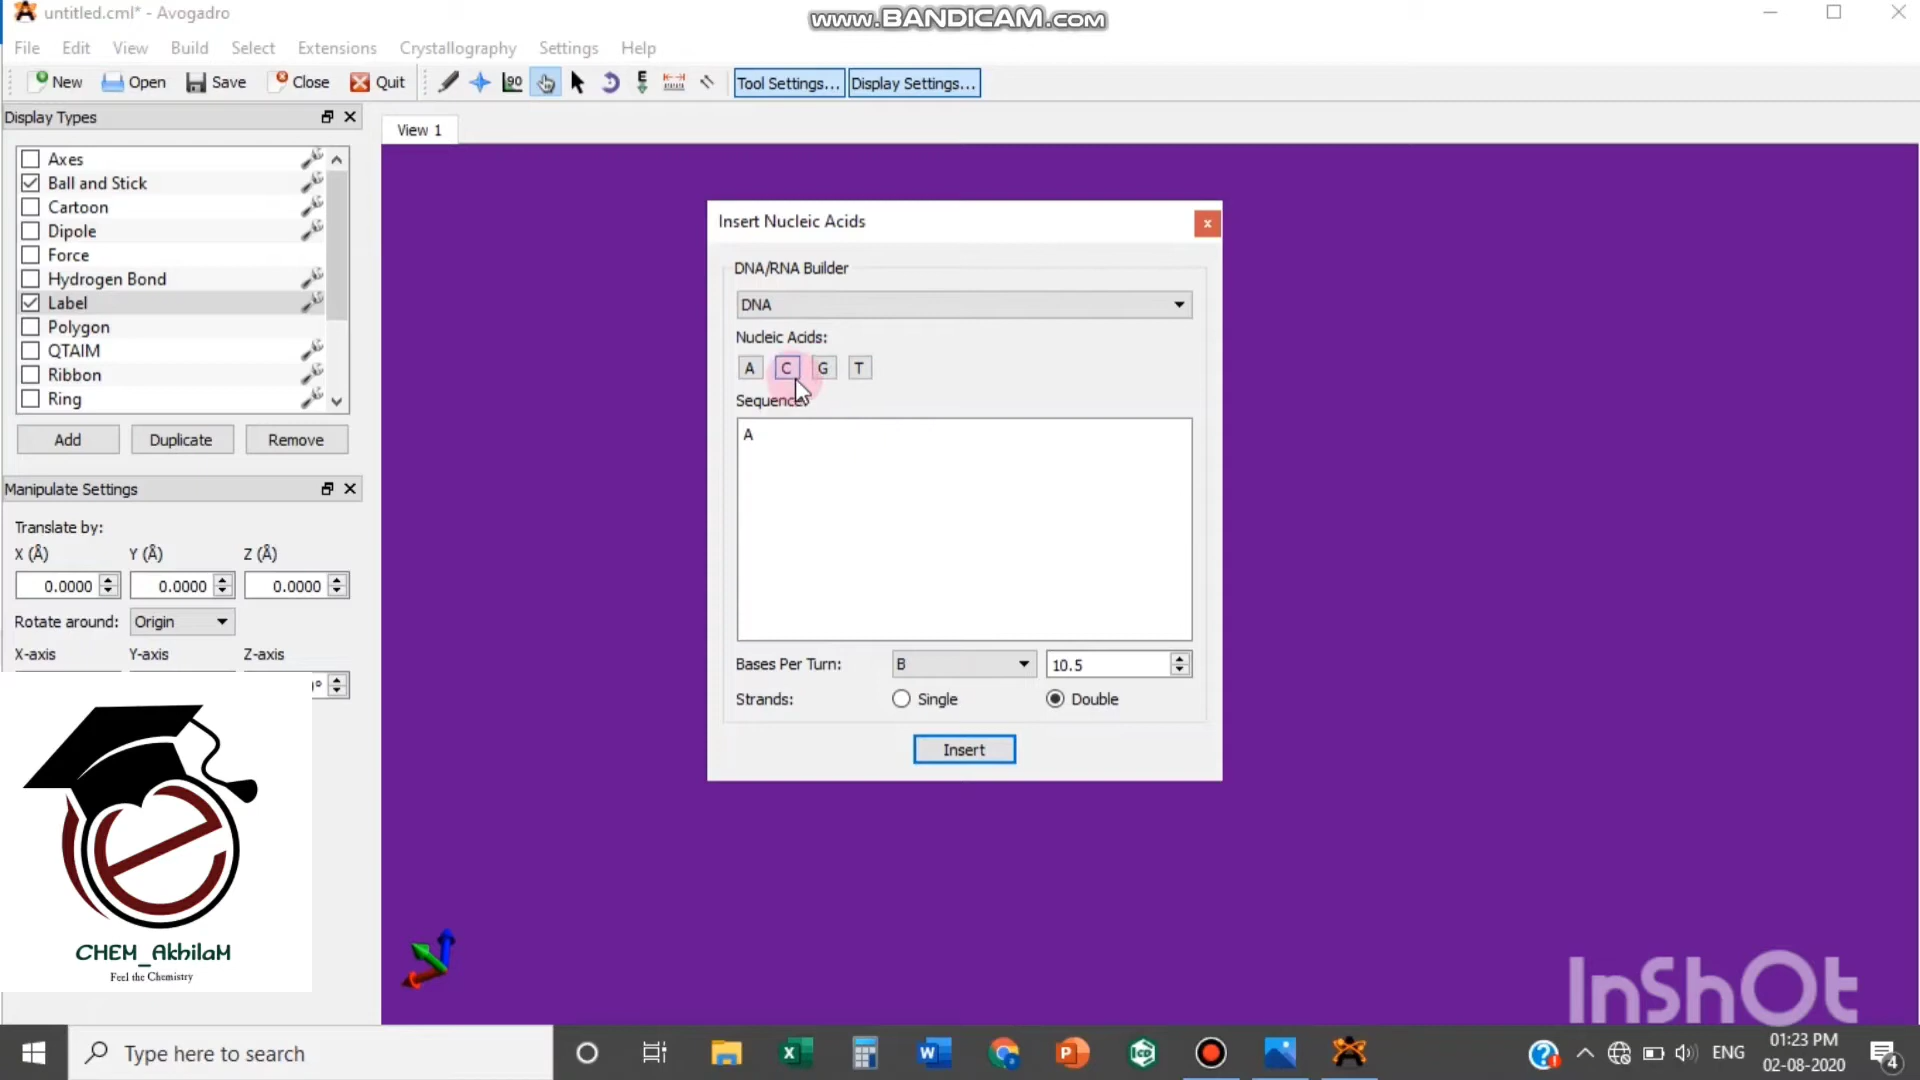 untitled.cml* - Avogadro
www.BANDICAM.com
File Edit View Build Select Extensions Crystallography Settings Help
New Open Save Close Quit 90 E Tool Settings... Display Settings...
Display Types
View 1
Axes
Ball and Stick
Cartoon
Dipole
Force
Hydrogen Bond
Label
Polygon
QTAIM
Ribbon
Ring
Add Duplicate Remove
Manipulate Settings
Translate by:
X (Å) Y (Å) Z (Å)
0.0000 0.0000 0.0000
Rotate around: Origin
X-axis Y-axis Z-axis
Insert Nucleic Acids
x
DNA/RNA Builder
DNA
Nucleic Acids:
A C G T
Sequence:
A
Bases Per Turn: B 10.5
Strands: Single Double
Insert
CHEM_AkhilaM
Feel the Chemistry
InShOt
Type here to search
ENG
01:23 PM
02-08-2020
4